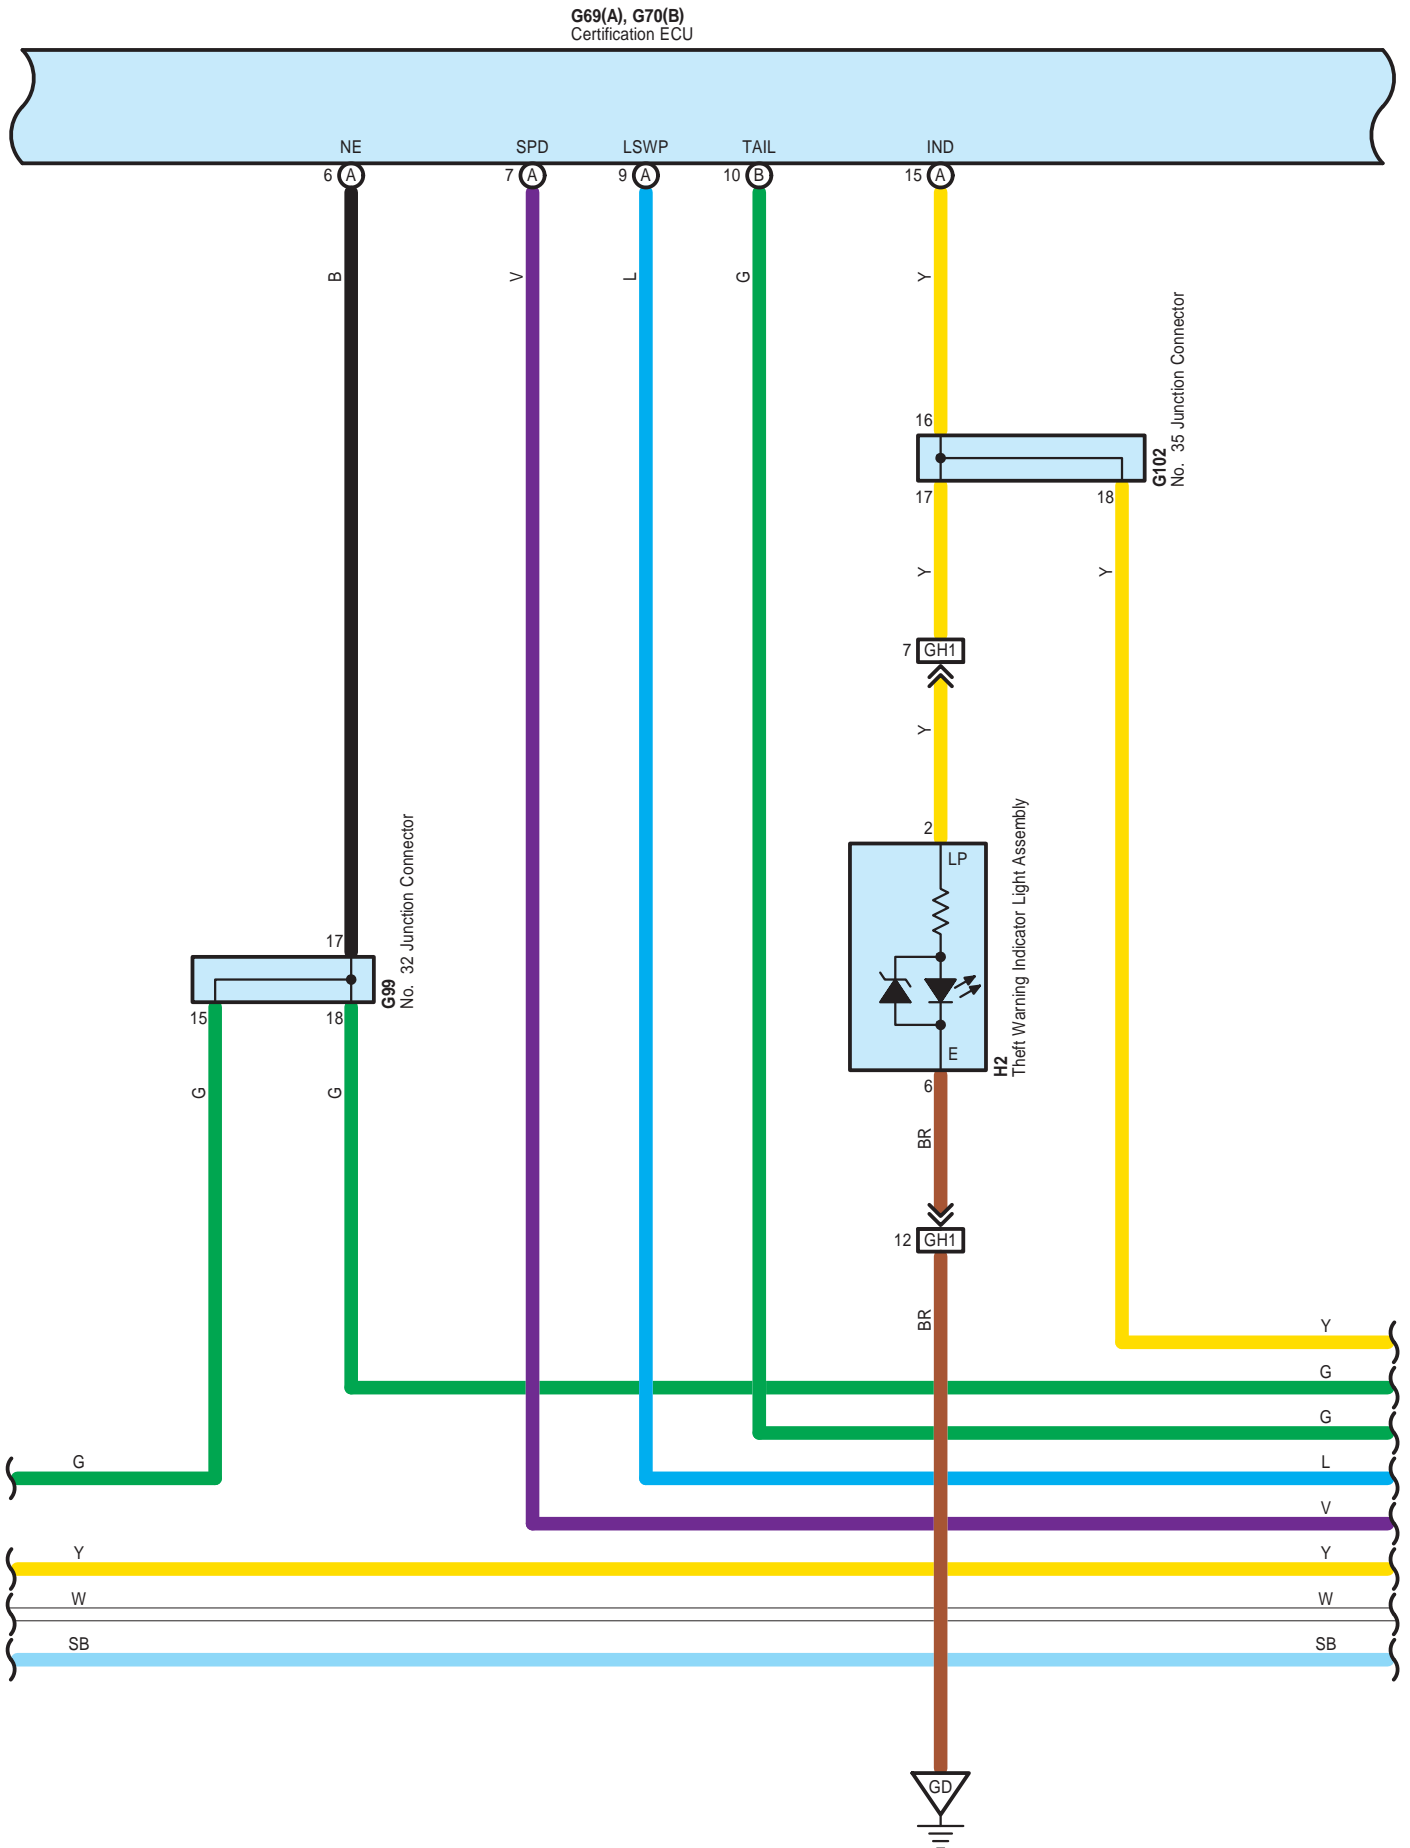 G69(A), G70(B)
Certification ECU
NE
SPD
LSWP
TAIL
IND
6 A
7 A
9 A
10 B
15 A
B
V
L
G
Y
16
G102
No. 35 Junction Connector
17
18
Y
Y
7 GH1
Y
2
LP
H2
Theft Warning Indicator Light Assembly
17
G99
No. 32 Junction Connector
15
18
E
6
G
G
BR
12 GH1
BR
Y
G
G
G
L
V
Y
Y
W
W
SB
SB
GD